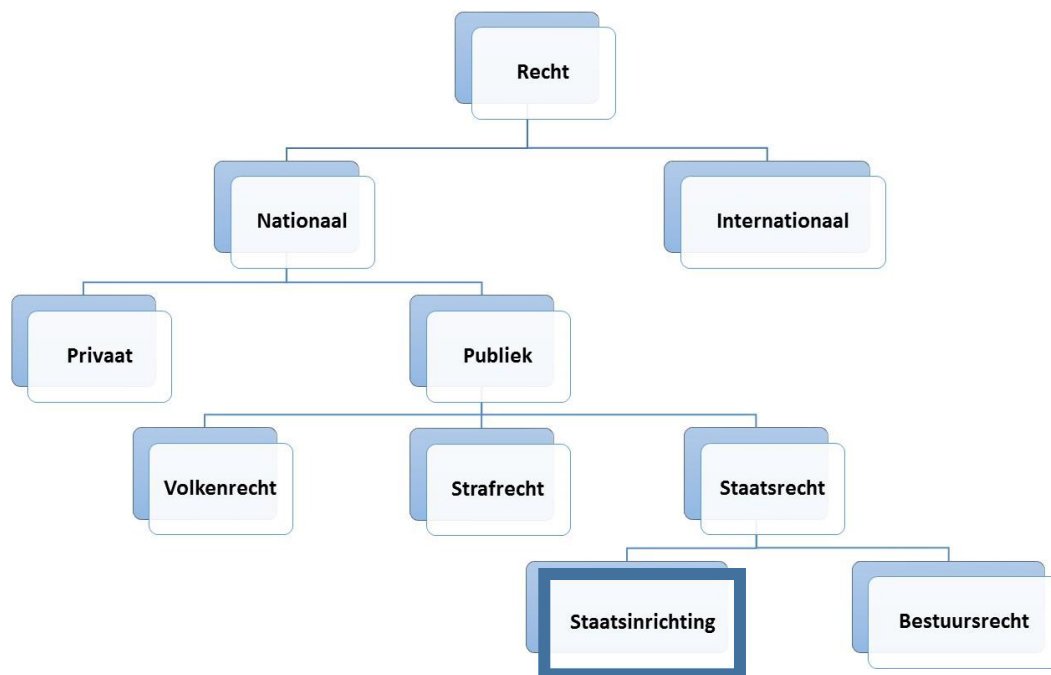 Recht
Nationaal
Internationaal
Privaat
Publiek
Volkenrecht
Strafrecht
Staatsrecht
Staatsinrichting
Bestuursrecht